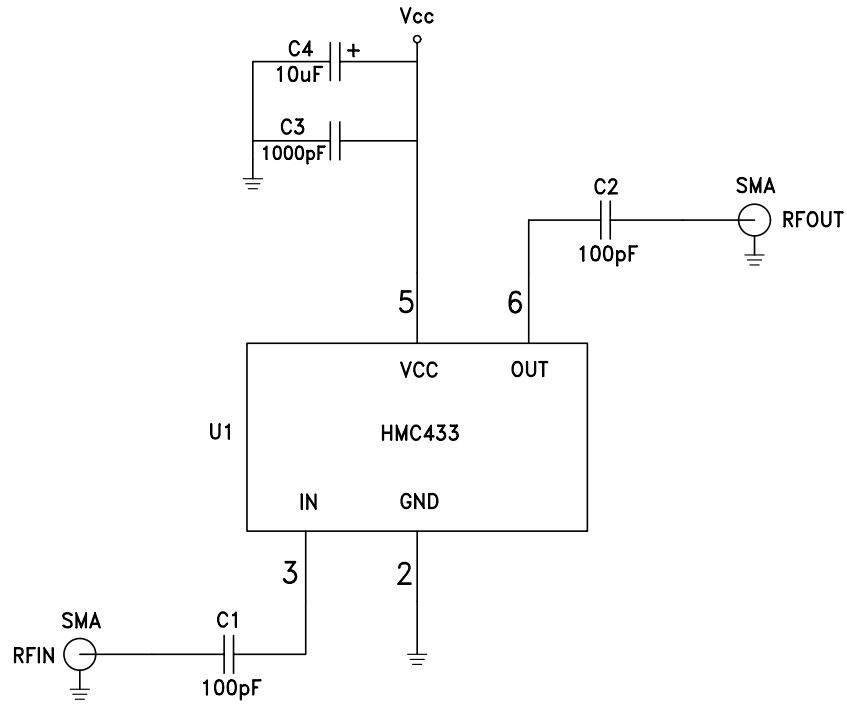 Vcc
C4
+
10uF
C3
1000pF
C2
SMA
RFOUT
100pF
5
6
VCC
OUT
U1
HMC433
IN
GND
3
2
SMA
C1
RFIN
100pF